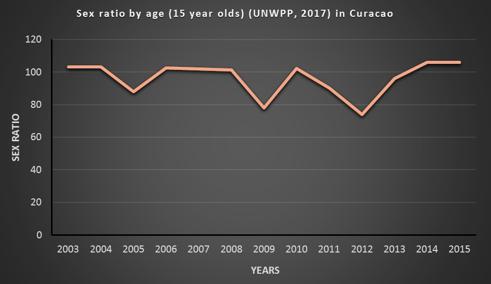 Sex ratio by age (15 year olds) (UNWPP, 2017) in Curacao
120
100
80
60
40
20
0
SEX RATIO
2003 2004 2005 2006 2007 2008 2009 2010 2011 2012 2013 2014 2015
YEARS